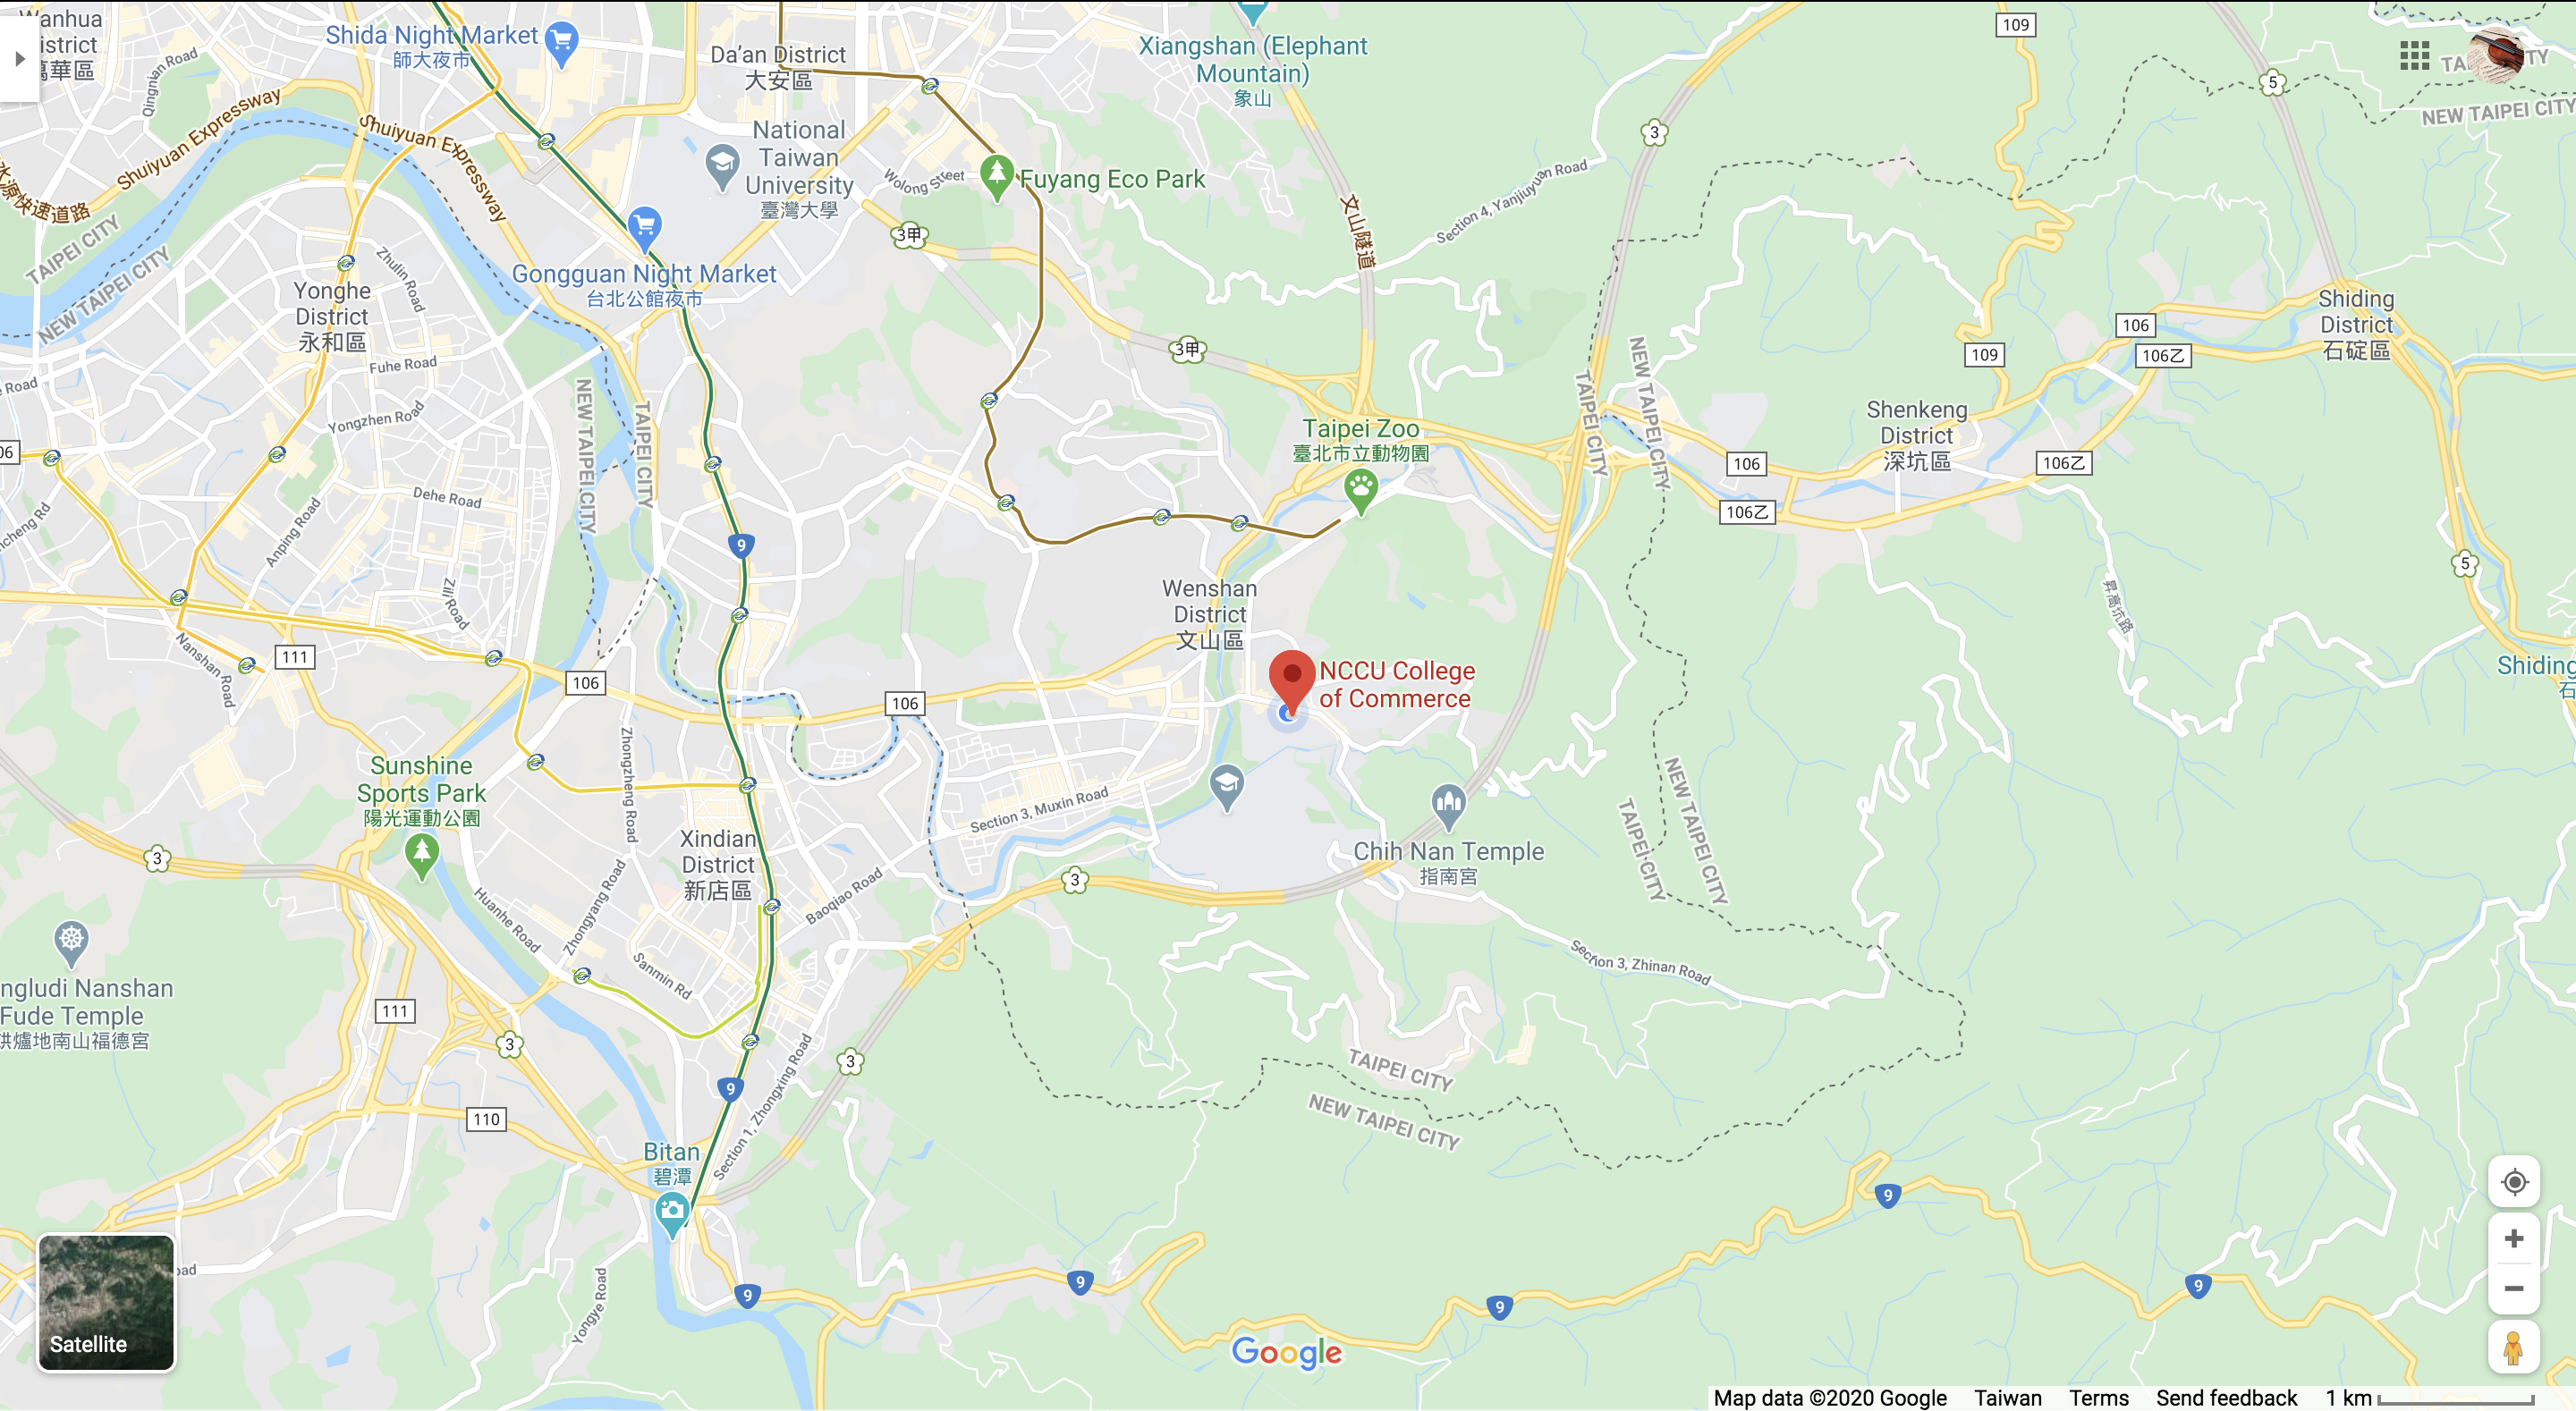 Wanhua
istrict
萬華區
Qingnian Road
Shuiyuan Expressway
水源快速道路
TAIPEI CITY
NEW TAIPEI CITY
Shida Night Market
師大夜市
Shuiyuan Expressway
Da'an District
大安區
National
Taiwan
University
臺灣大學
Wolong Street
Fuyang Eco Park
Xiangshan (Elephant
Mountain)
象山
Section 4, Yanjiuyuan Road
文山隧道
109
3
5
TAIPEI CITY
NEW TAIPEI CITY
3甲
Gongguan Night Market
台北公館夜市
Zhulin Road
Yonghe
District
永和區
Fuhe Road
Yongzhen Road
e Road
NEW TAIPEI CITY
TAIPEI CITY
3甲
Shiding
District
石碇區
106
106乙
109
TAIPEI CITY
NEW TAIPEI CITY
Taipei Zoo
臺北市立動物園
Shenkeng
District
深坑區
106
106乙
106乙
06
Dehe Road
Anping Road
ncheng Rd
9
Zili Road
Wenshan
District
文山區
昇高坑路
5
Shiding
石
Nanshan Road
111
106
106
NCCU College
of Commerce
Sunshine
Sports Park
陽光運動公園
Zhongzheng Road
Section 3, Muxin Road
NEW TAIPEI CITY
TAIPEI CITY
Chih Nan Temple
指南宮
3
Xindian
District
新店區
Baoqiao Road
3
Huanhe Road
Zhongyang Road
Sanmin Rd
Section 3, Zhinan Road
ngludi Nanshan
Fude Temple
烘爐地南山福德宮
111
3
3
TAIPEI CITY
NEW TAIPEI CITY
9
110
Section 1, Zhongxing Road
Bitan
碧潭
9
9
9
9
9
Yongye Road
oad
Satellite
Google
Map data ©2020 Google Taiwan Terms Send feedback 1 km